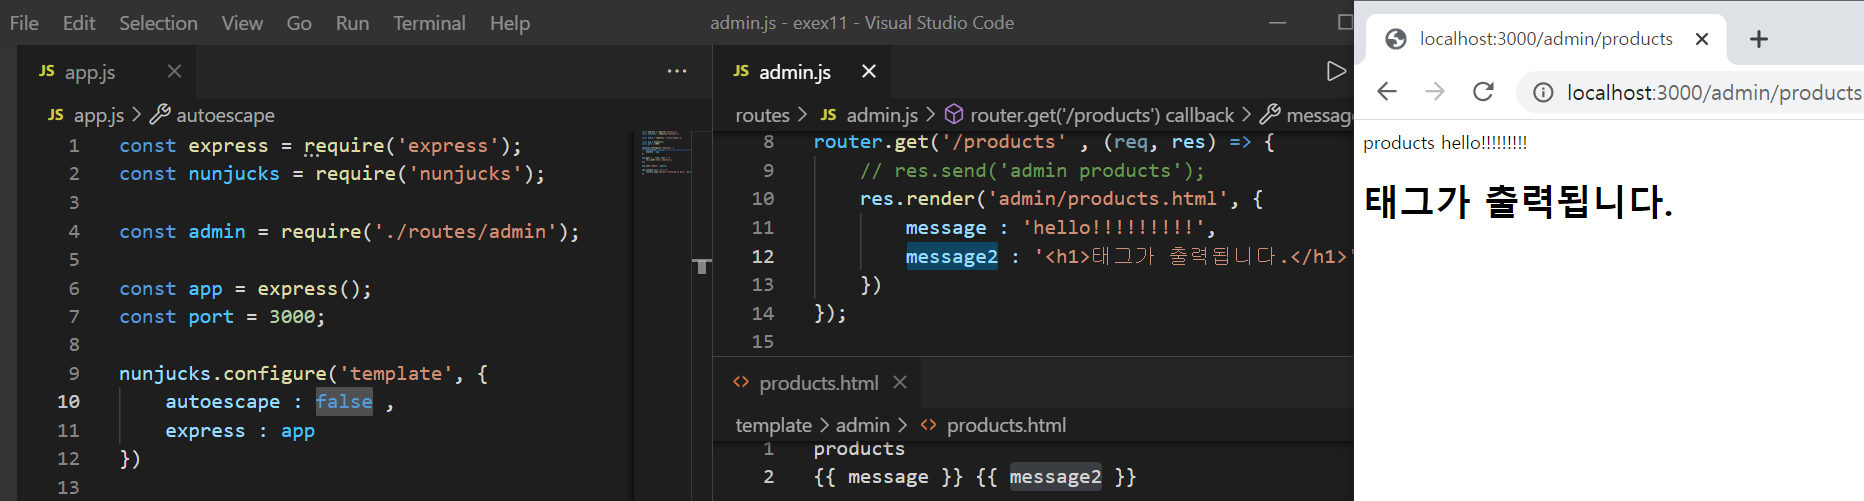 File Edit Selection View Go Run Terminal Help admin.js - exex11 - Visual Studio Code
JS app.js
JS app.js > autoescape
1 const express = require('express');
2 const nunjucks = require('nunjucks');
3
4 const admin = require('./routes/admin');
5
6 const app = express();
7 const port = 3000;
8
9 nunjucks.configure('template', {
10 autoescape : false ,
11 express : app
12 })
13
JS admin.js
routes > JS admin.js > router.get('/products') callback > message
8 router.get('/products' , (req, res) => {
9 // res.send('admin products');
10 res.render('admin/products.html', {
11 message : 'hello!!!!!!!!!',
12 message2 : '<h1>태그가 출력됩니다.</h1>'
13 })
14 });
15
<> products.html
template > admin > <> products.html
1 products
2 {{ message }} {{ message2 }}
localhost:3000/admin/products
localhost:3000/admin/products
products hello!!!!!!!!!
태그가 출력됩니다.